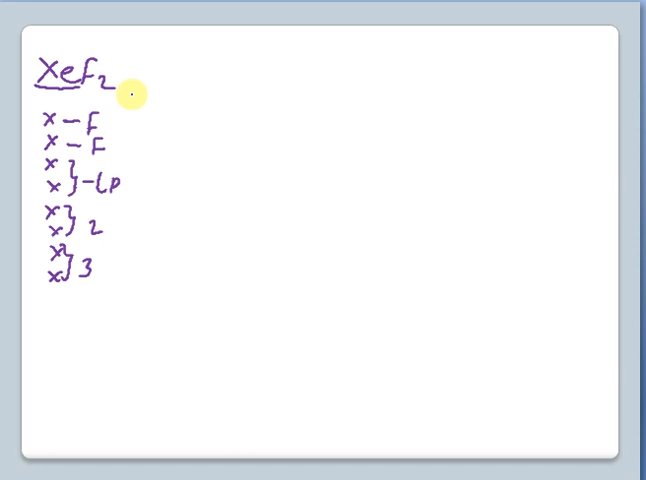 XeF2
x – F
x – F
x
x } – lp
x
x } 2
x
x } 3